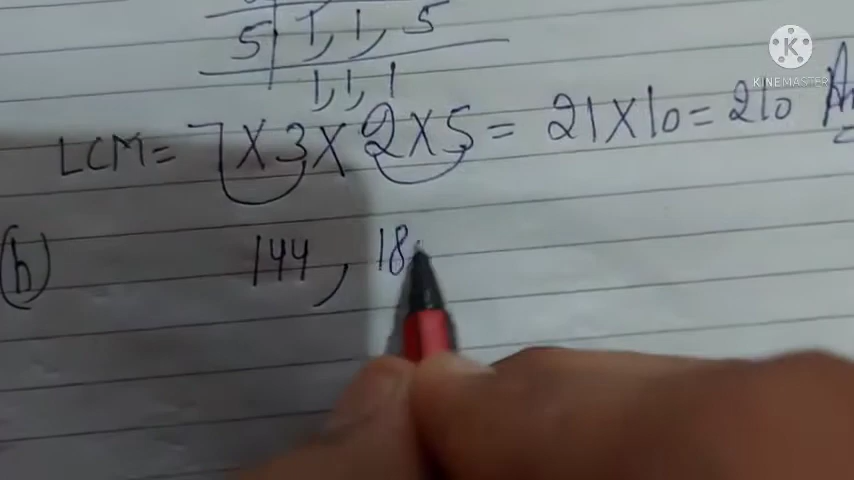 5 | 1, 1, 5
1, 1, 1
KINEMASTER
LCM = 7 X 3 X 2 X 5 = 21 X 10 = 210
(h) 144, 18